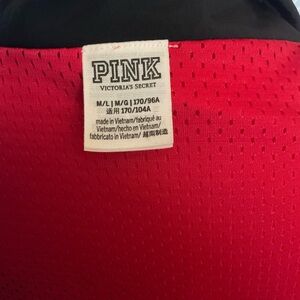 PINK
VICTORIA'S SECRET
M/L | M/G | 170/96A
适用 170/104A
made in Vietnam/fabriqué au
Vietnam/hecho en Vietnam/
fabbricato in Vietnam/ 越南制造